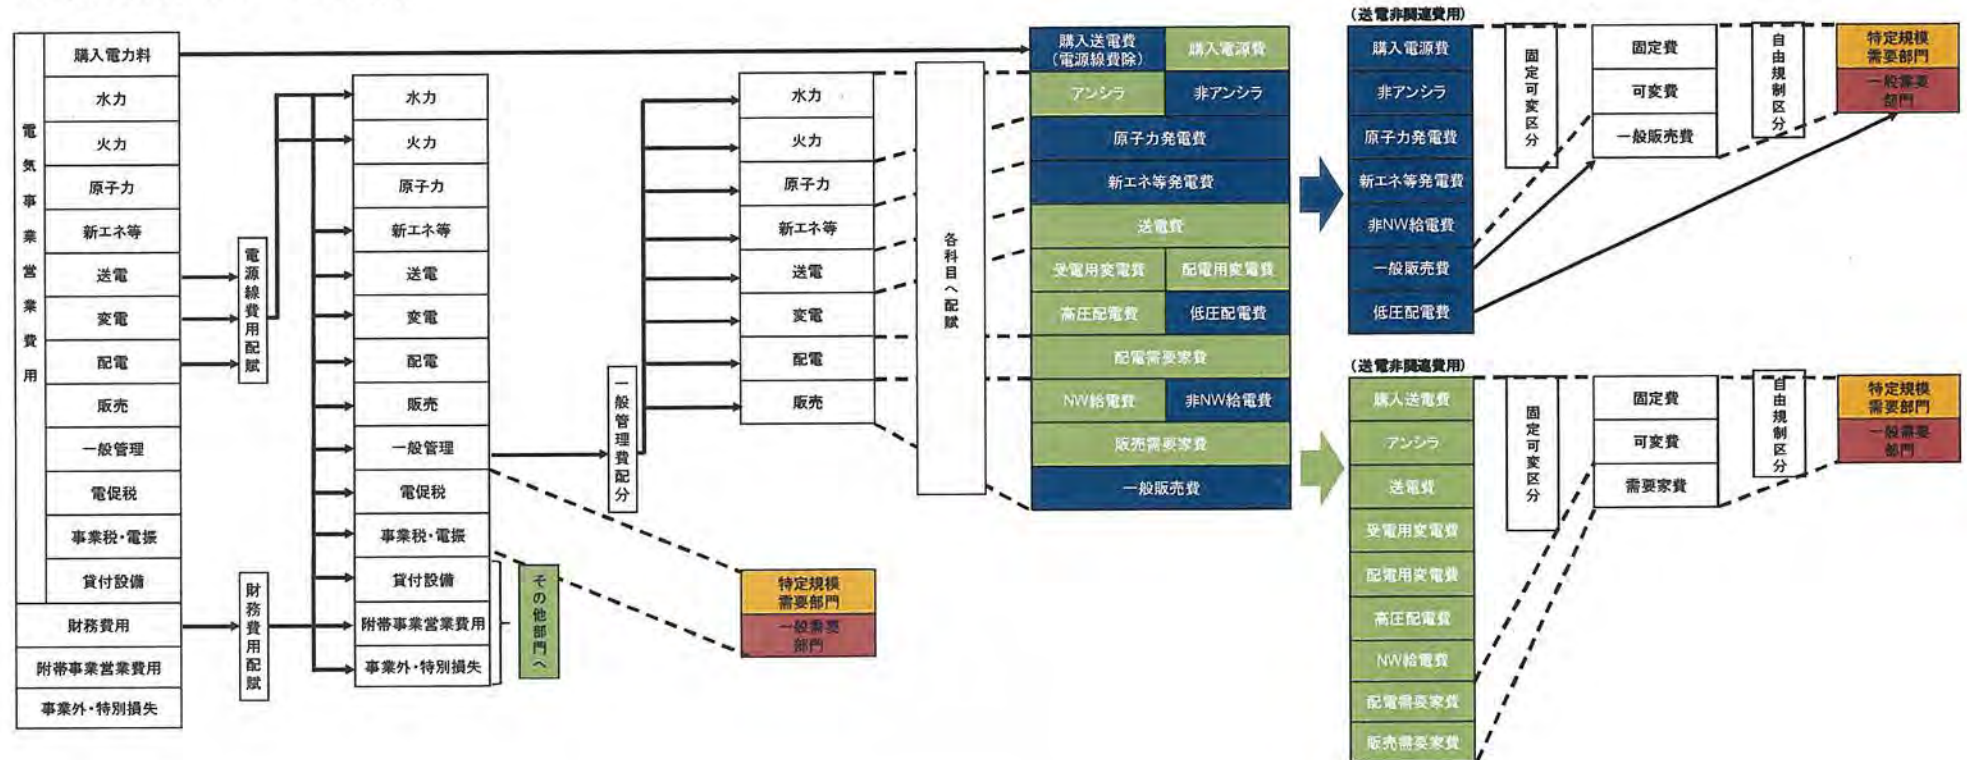 電気事業営業費用
購入電力料
水力
火力
原子力
新エネ等
送電
変電
配電
販売
一般管理
電促税
事業税・電振
貸付設備
財務費用
附帯事業営業費用
事業外・特別損失
電源線費用配賦
財務費用配賦
水力
火力
原子力
新エネ等
送電
変電
配電
販売
一般管理
電促税
事業税・電振
貸付設備
附帯事業営業費用
事業外・特別損失
その他部門へ
一般管理費配分
水力
火力
原子力
新エネ等
送電
変電
配電
販売
特定規模
需要部門
一般需要
部門
各科目へ配賦
購入送電費
(電源線費除)
購入電源費
アンシラ
非アンシラ
原子力発電費
新エネ等発電費
送電費
受電用変電費
配電用変電費
高圧配電費
低圧配電費
配電需要家費
NW給電費
非NW給電費
販売需要家費
一般販売費
(送電非関連費用)
購入電源費
非アンシラ
原子力発電費
新エネ等発電費
非NW給電費
一般販売費
低圧配電費
固定可変区分
固定費
可変費
一般販売費
自由規制区分
特定規模
需要部門
一般需要
部門
(送電非関連費用)
購入送電費
アンシラ
送電費
受電用変電費
配電用変電費
高圧配電費
NW給電費
配電需要家費
販売需要家費
固定可変区分
固定費
可変費
需要家費
自由規制区分
特定規模
需要部門
一般需要
部門